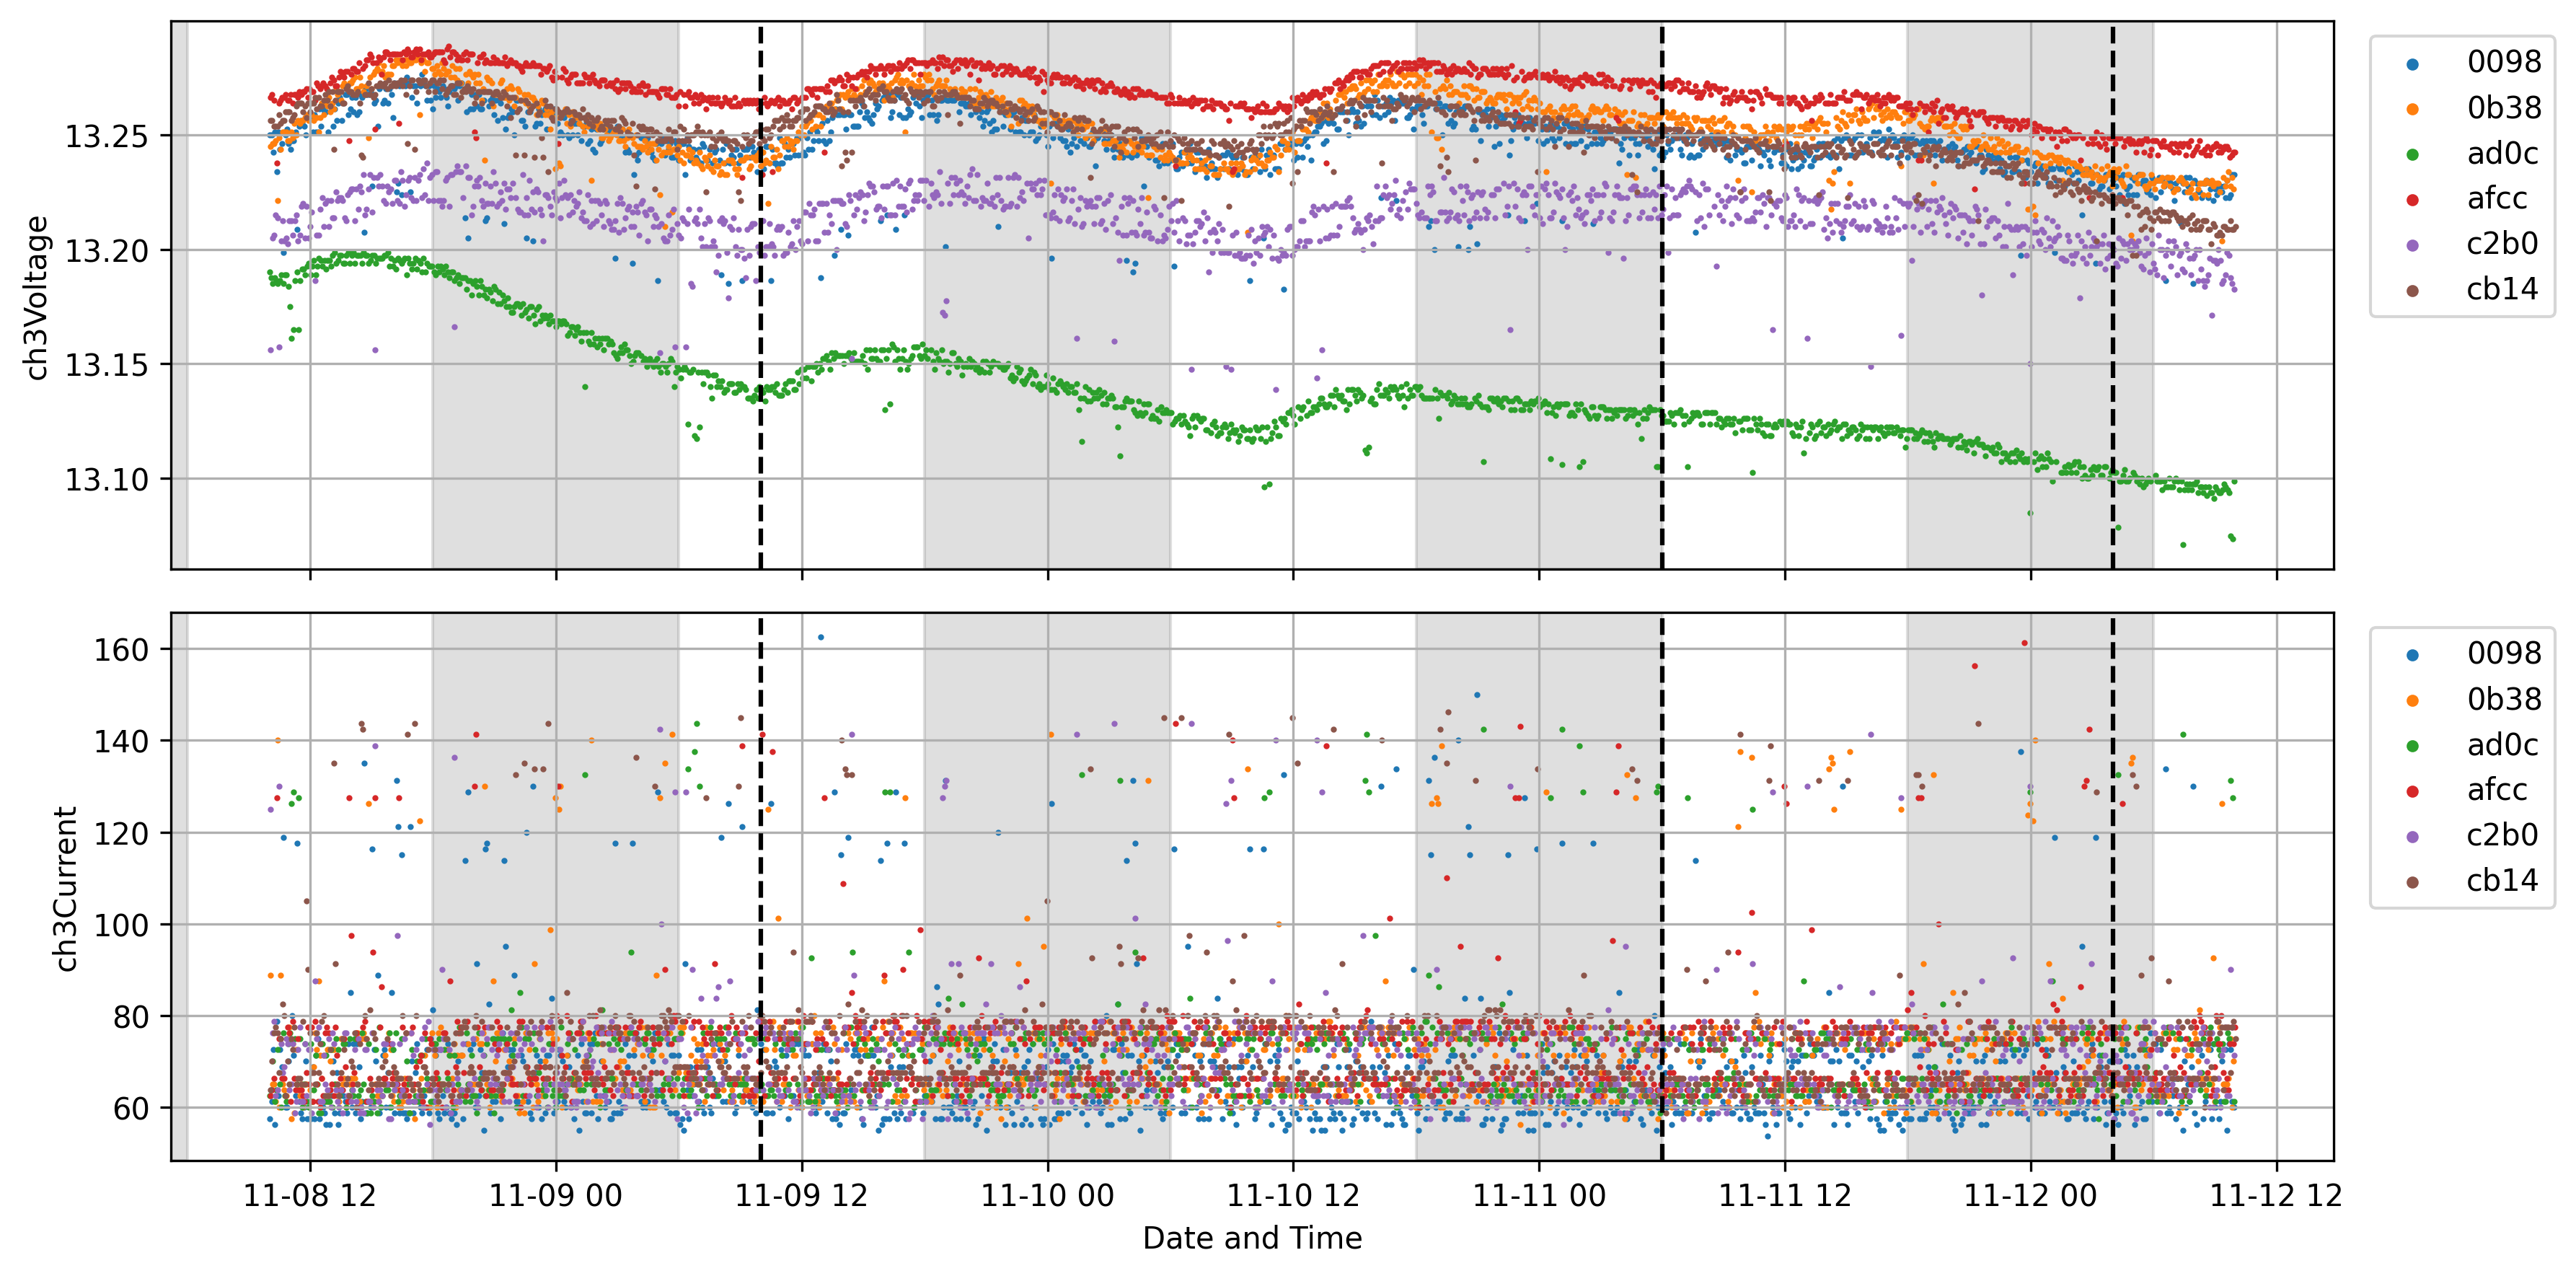 ch3Voltage
13.25
13.20
13.15
13.10
0098
0b38
ad0c
afcc
c2b0
cb14
ch3Current
160
140
120
100
80
60
0098
0b38
ad0c
afcc
c2b0
cb14
11-08 12
11-09 00
11-09 12
11-10 00
11-10 12
11-11 00
11-11 12
11-12 00
11-12 12
Date and Time